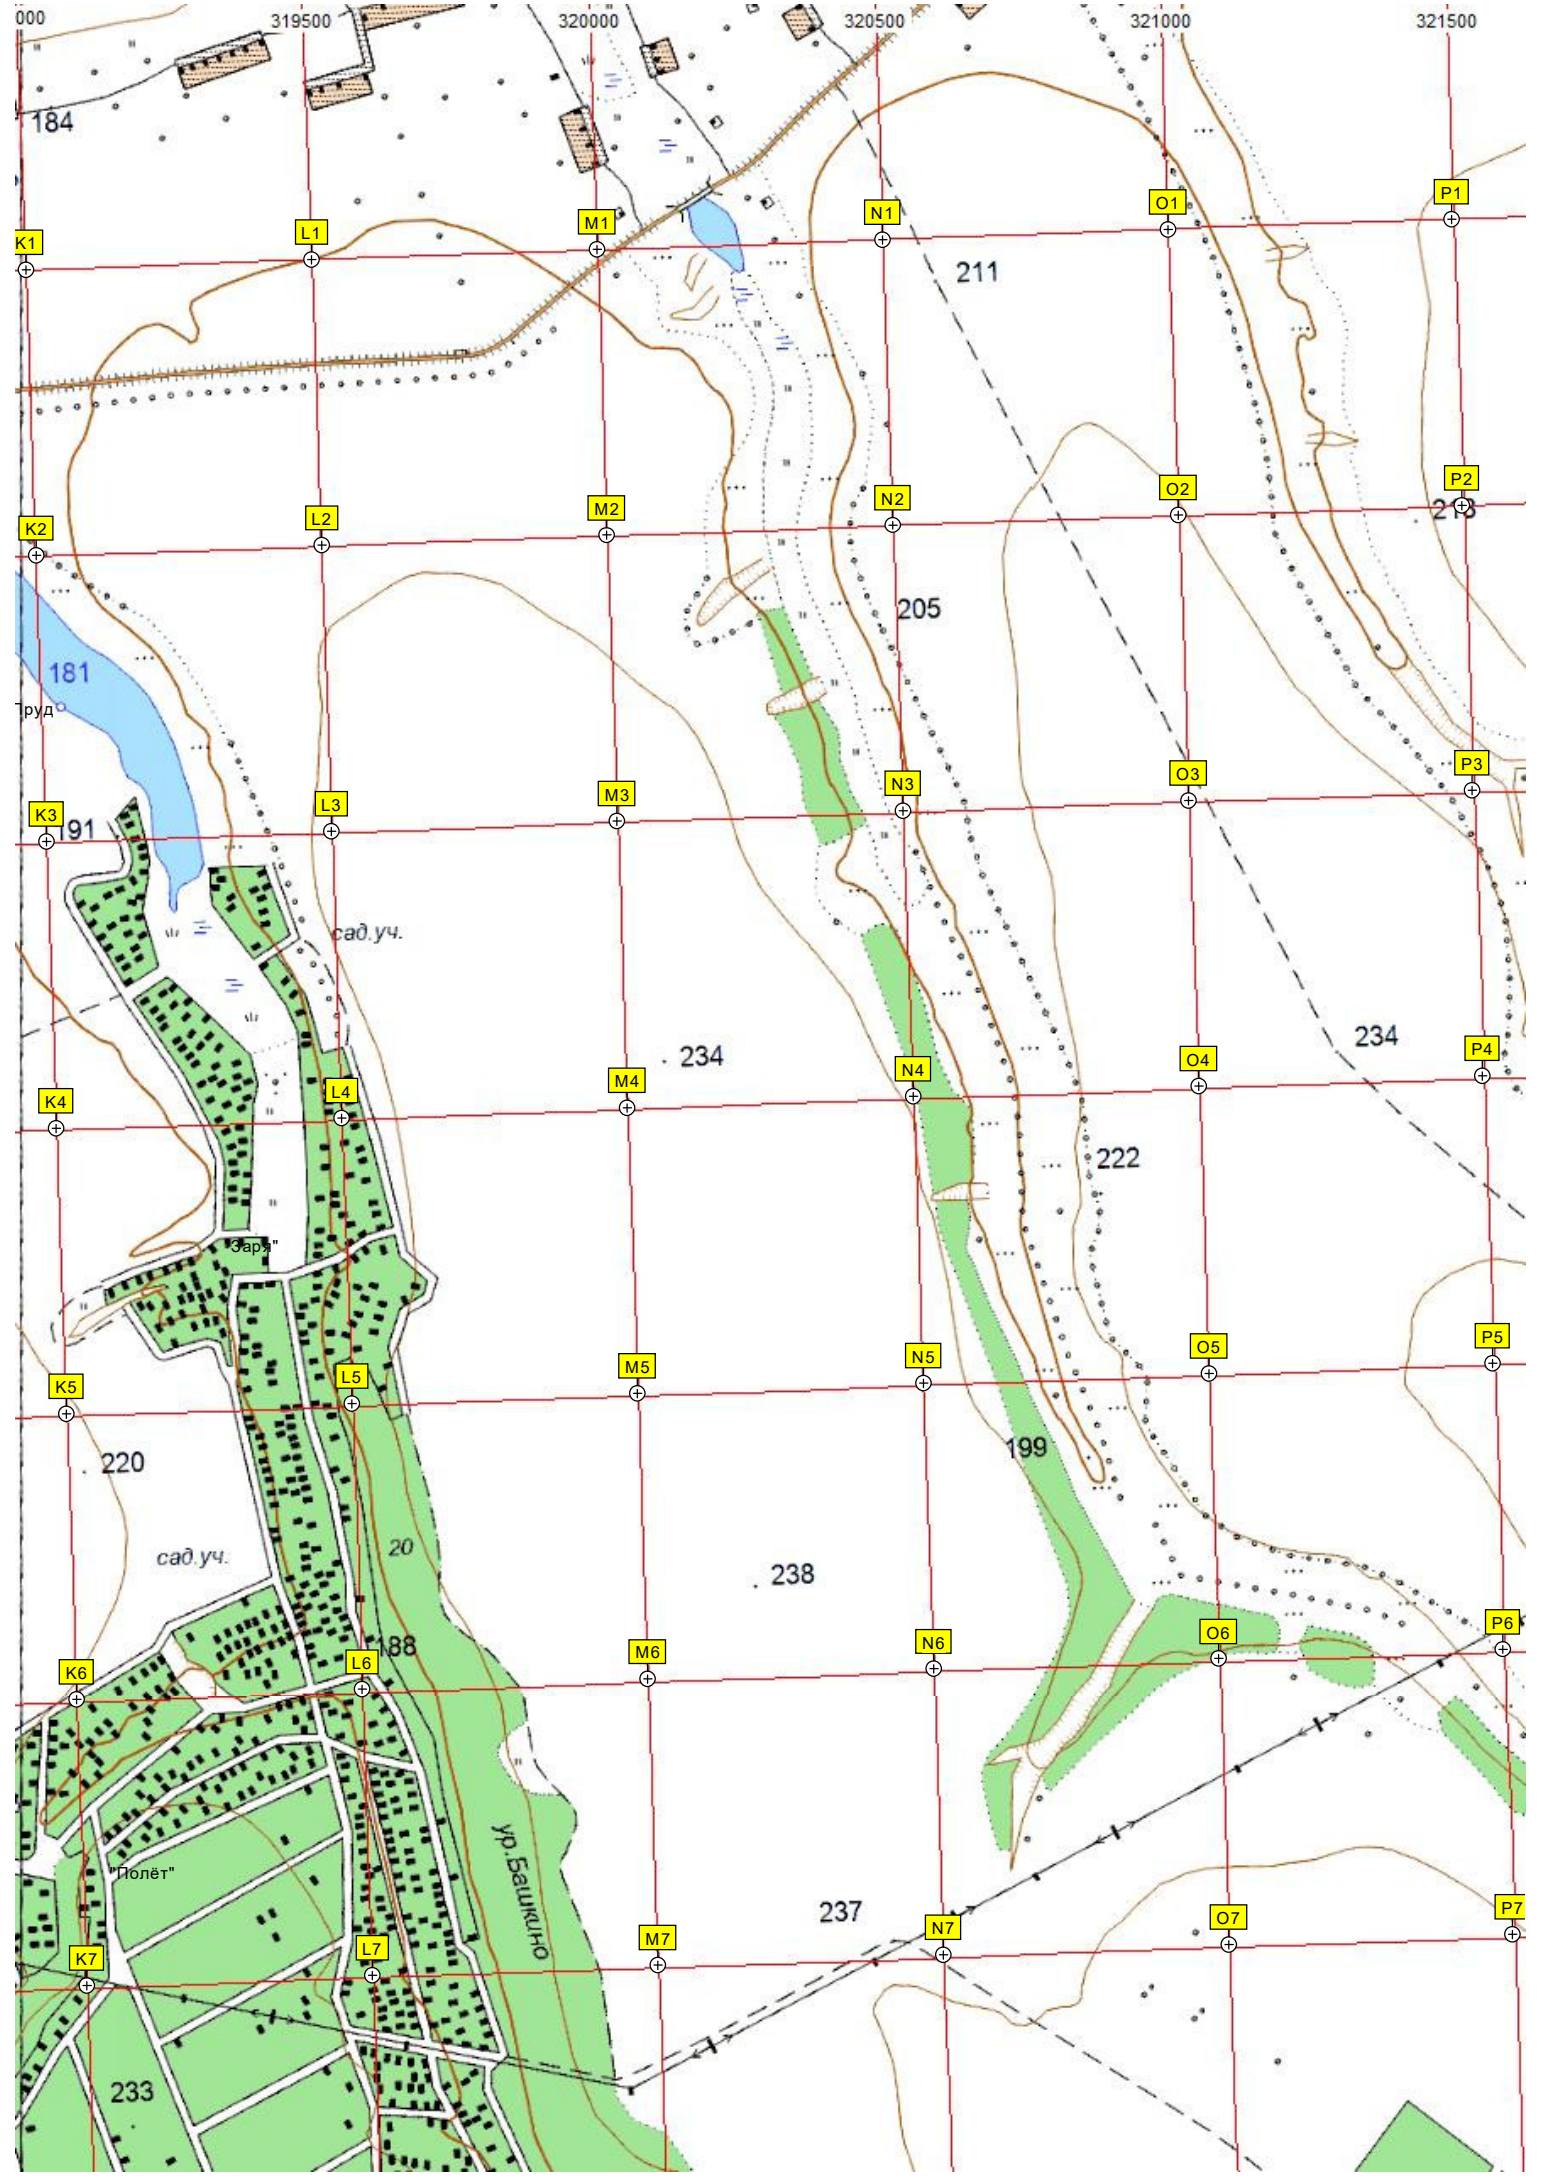 000 319500 320000 320500 321000 321500
184
K1 L1 M1 N1 O1 P1
211
K2 L2 M2 N2 O2 P2
213
205
181
Пруд
K3 L3 M3 N3 O3 P3
191
сад.уч.
234
234
K4 L4 M4 N4 O4 P4
222
Заря"
K5 L5 M5 N5 O5 P5
220
199
сад.уч.
20
238
188
K6 L6 M6 N6 O6 P6
"Полёт"
ур.Башкино
237
K7 L7 M7 N7 O7 P7
233